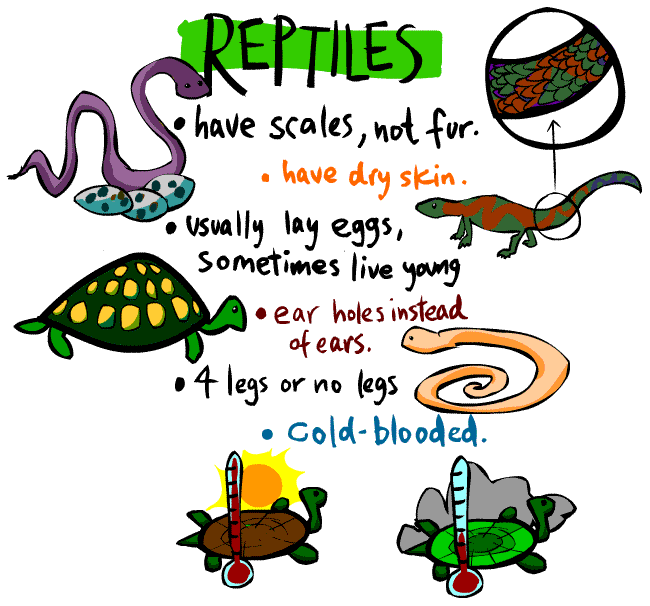 REPTILES
• have scales, not fur.
• have dry skin.
• usually lay eggs,
sometimes live young
• ear holes instead
of ears.
• 4 legs or no legs
• cold-blooded.